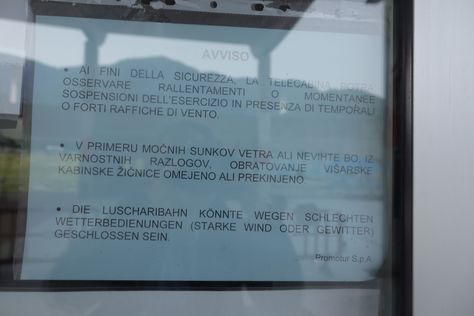 AVVISO
• AI FINI DELLA SICUREZZA, LA TELECABINA POTRA'
OSSERVARE RALLENTAMENTI O MOMENTANEE
SOSPENSIONI DELL'ESERCIZIO IN PRESENZA DI TEMPORALI
O FORTI RAFFICHE DI VENTO.
• V PRIMERU MOČNIH SUNKOV VETRA ALI NEVIHTE BO, IZ
VARNOSTNIH RAZLOGOV, OBRATOVANJE VIŠARSKE
KABINSKE ŽIČNICE OMEJENO ALI PREKINJENO.
• DIE LUSCHARIBAHN KÖNNTE WEGEN SCHLECHTEN
WETTERBEDIENUNGEN (STARKE WIND ODER GEWITTER)
GESCHLOSSEN SEIN.
Promotur S.p.A.